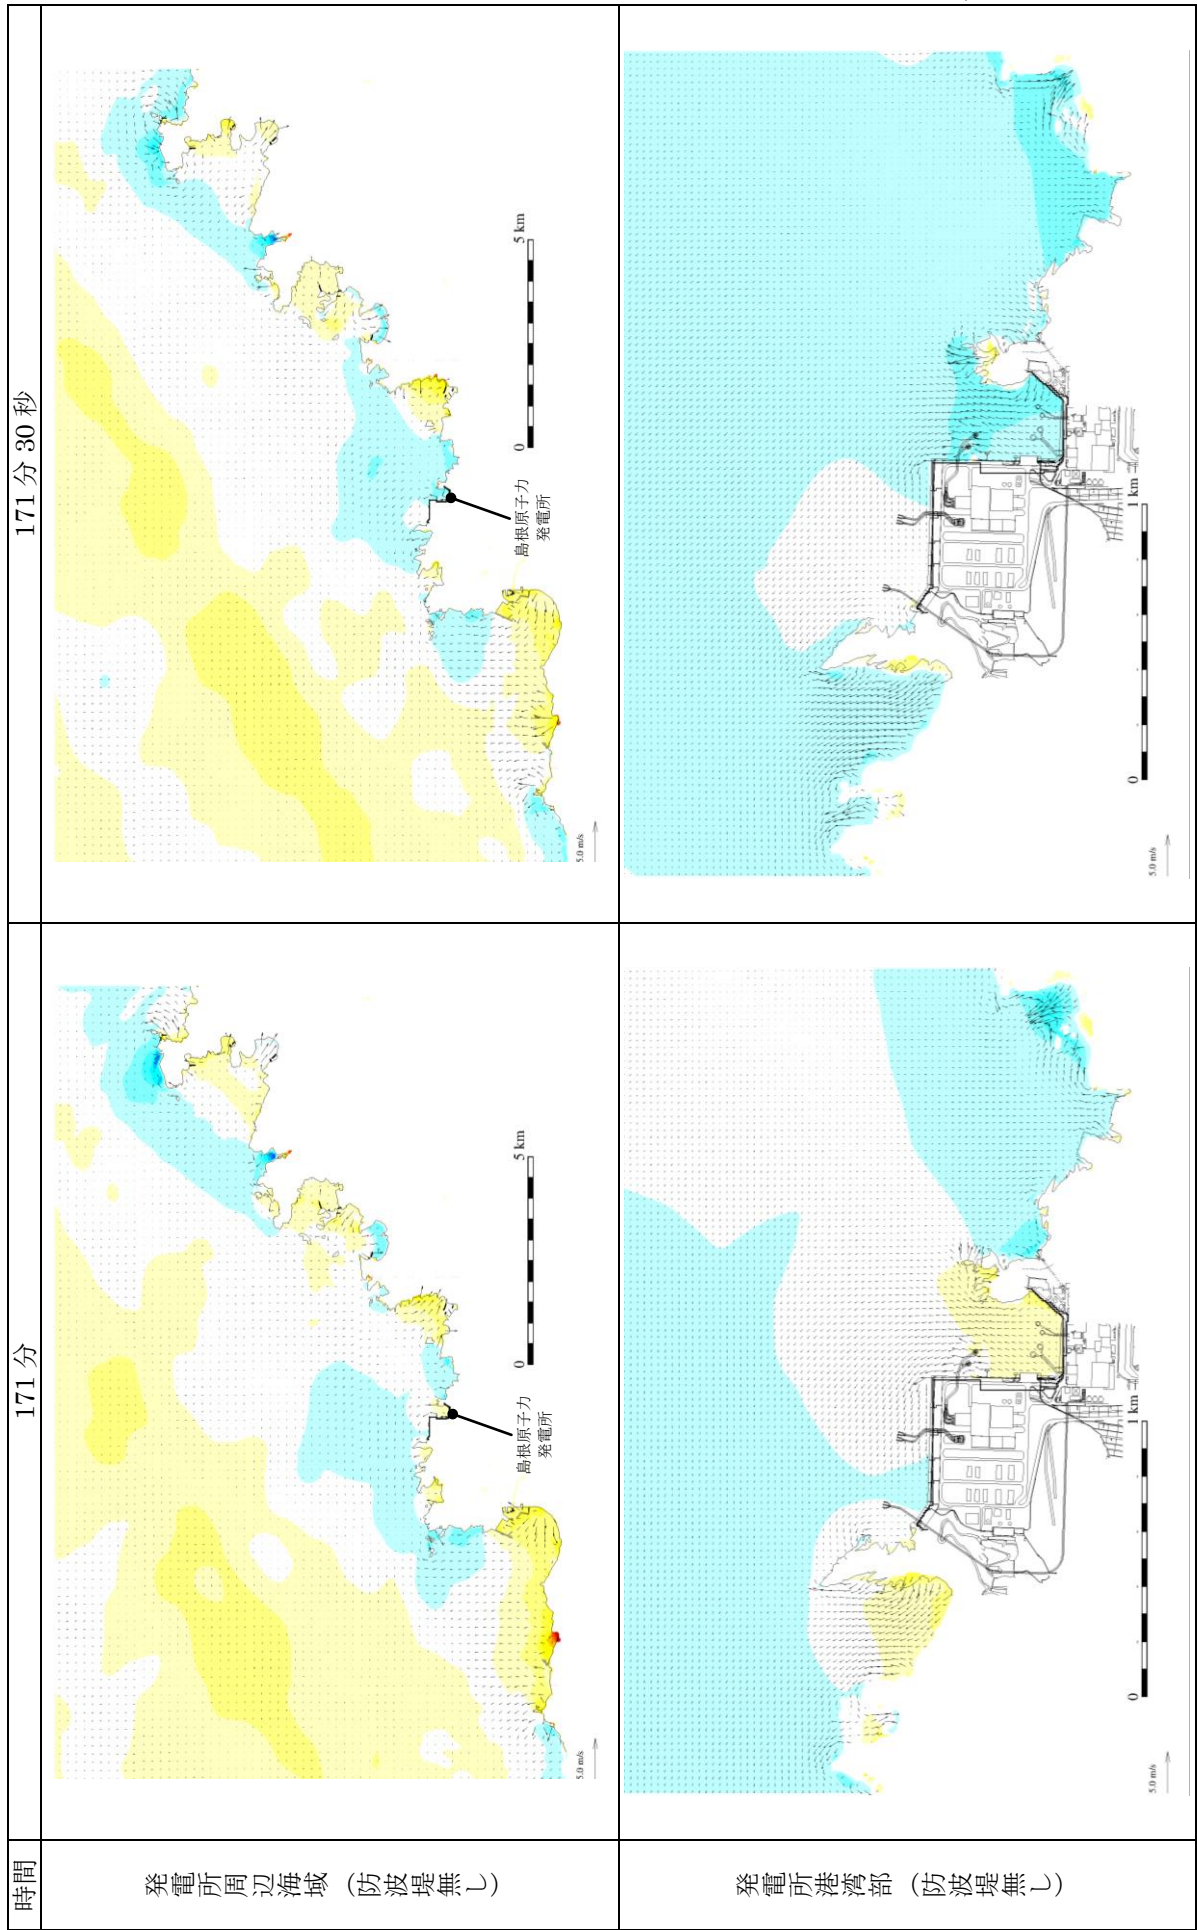 時間
171分
171分 30秒
発電所周辺海域（防波堤無し）
5.0 m/s
0
5 km
島根原子力
発電所
5.0 m/s
0
5 km
島根原子力
発電所
発電所港湾部（防波堤無し）
5.0 m/s
0
1 km
5.0 m/s
0
1 km